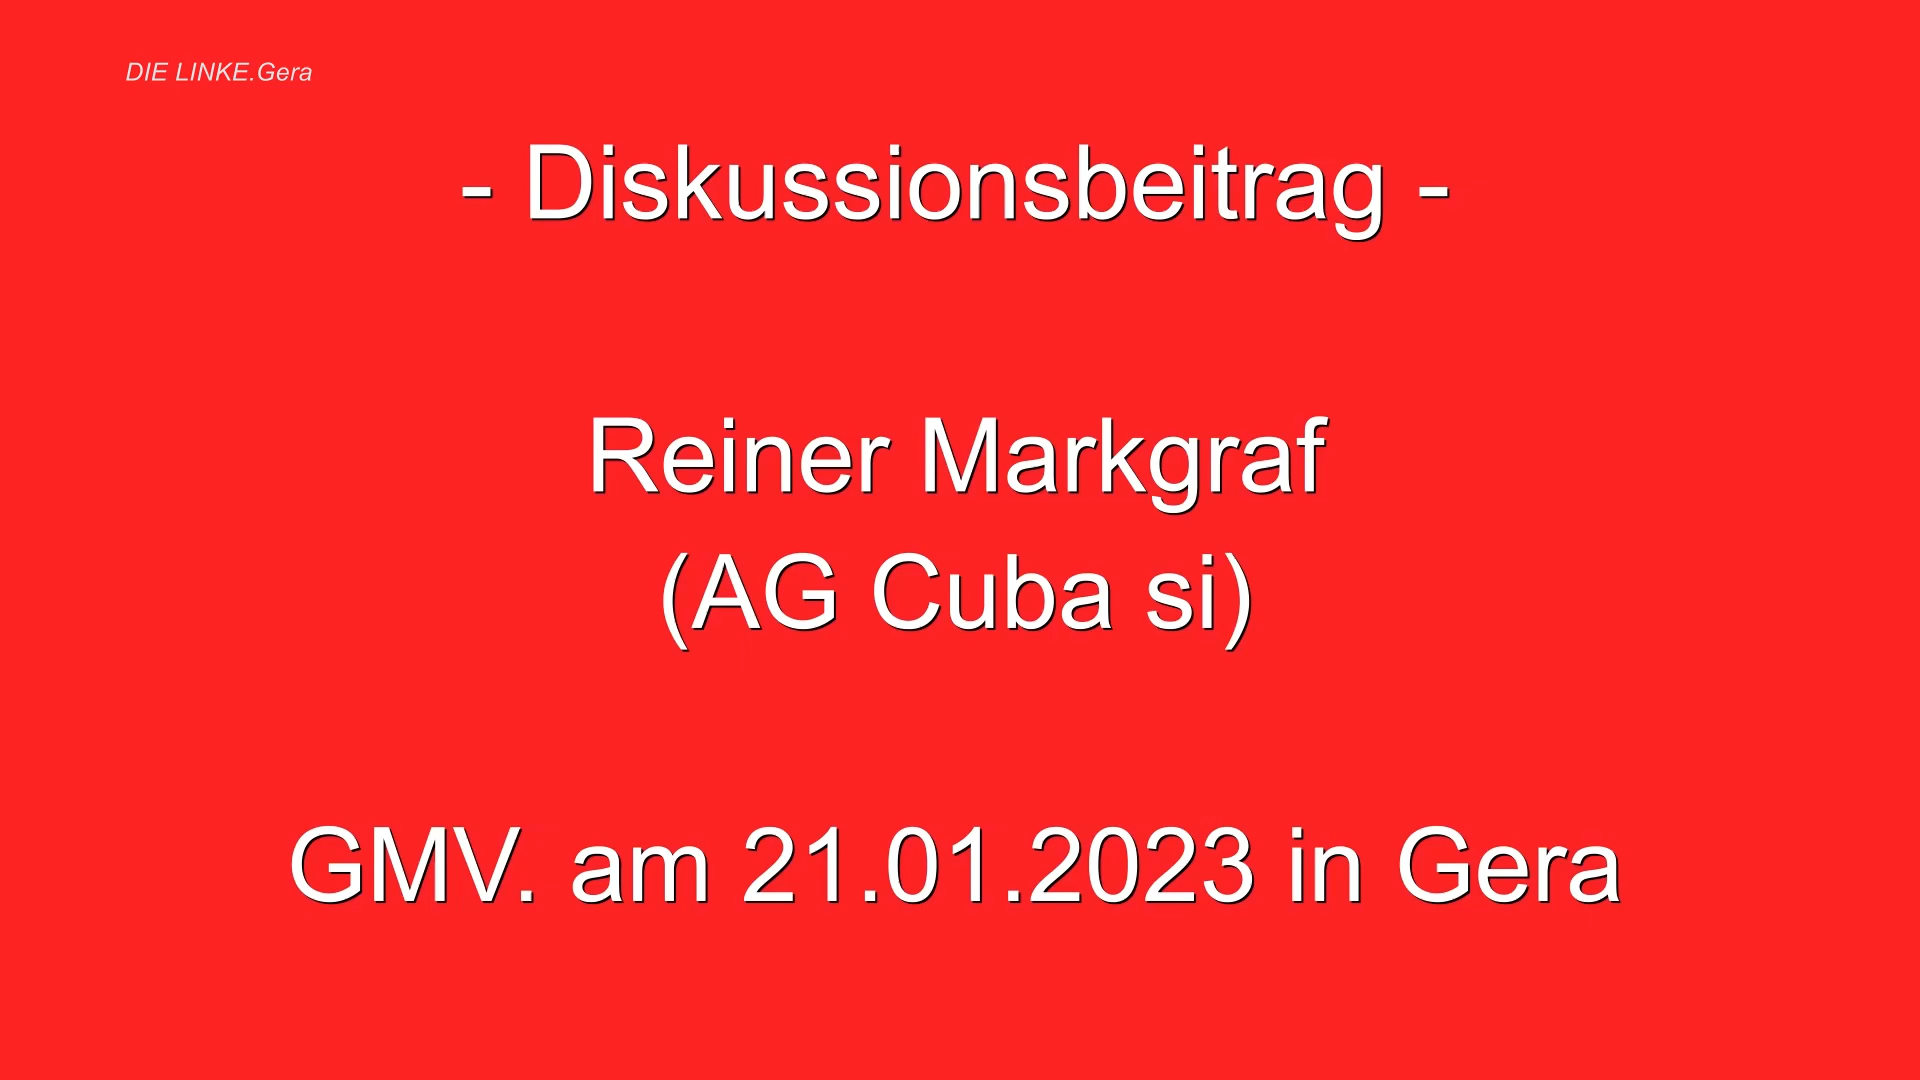 DIE LINKE.Gera
- Diskussionsbeitrag -
Reiner Markgraf
(AG Cuba si)
GMV. am 21.01.2023 in Gera